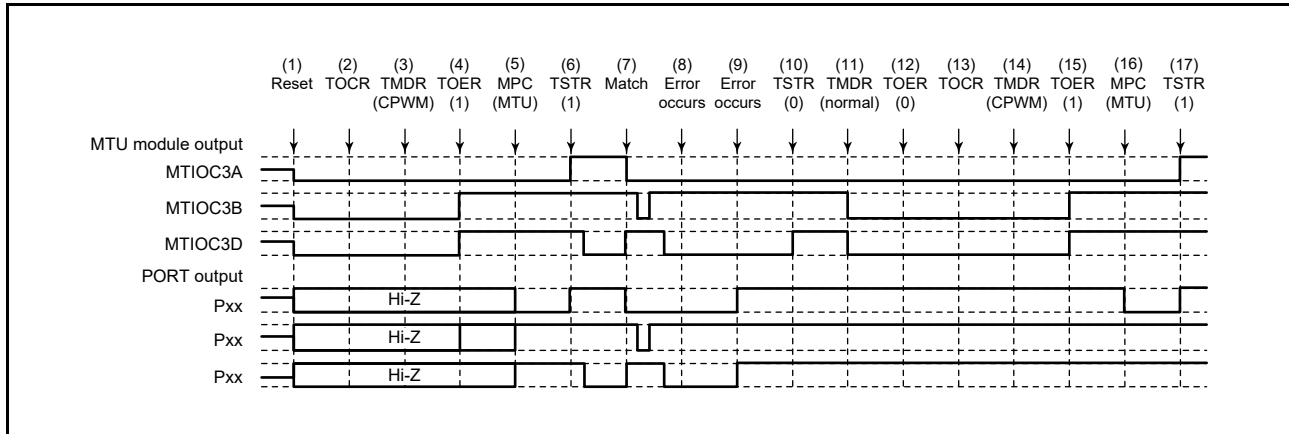 (1) (2) (3) (4) (5) (6) (7) (8) (9) (10) (11) (12) (13) (14) (15) (16) (17)
Reset TOCR TMDR TOER MPC TSTR Match Error Error TSTR TMDR TOER TOCR TMDR TOER MPC TSTR
(CPWM) (1) (MTU) (1) occurs occurs (0) (normal) (0) (CPWM) (1) (MTU) (1)
MTU module output
MTIOC3A
MTIOC3B
MTIOC3D
PORT output
Pxx Hi-Z
Pxx Hi-Z
Pxx Hi-Z